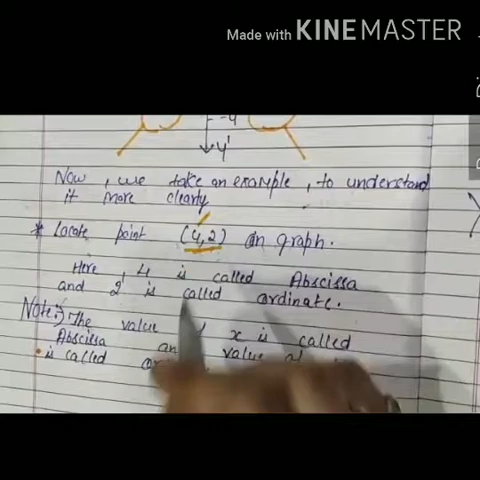 Made with KINEMASTER
-4
Y'
Now, we take an example, to understand
it more clearly
* Locate point (4,2) on graph.
Here, 4 is called Abscissa
and 2 is called ordinate.
Note:> The value x is called
Abscissa an value
is called